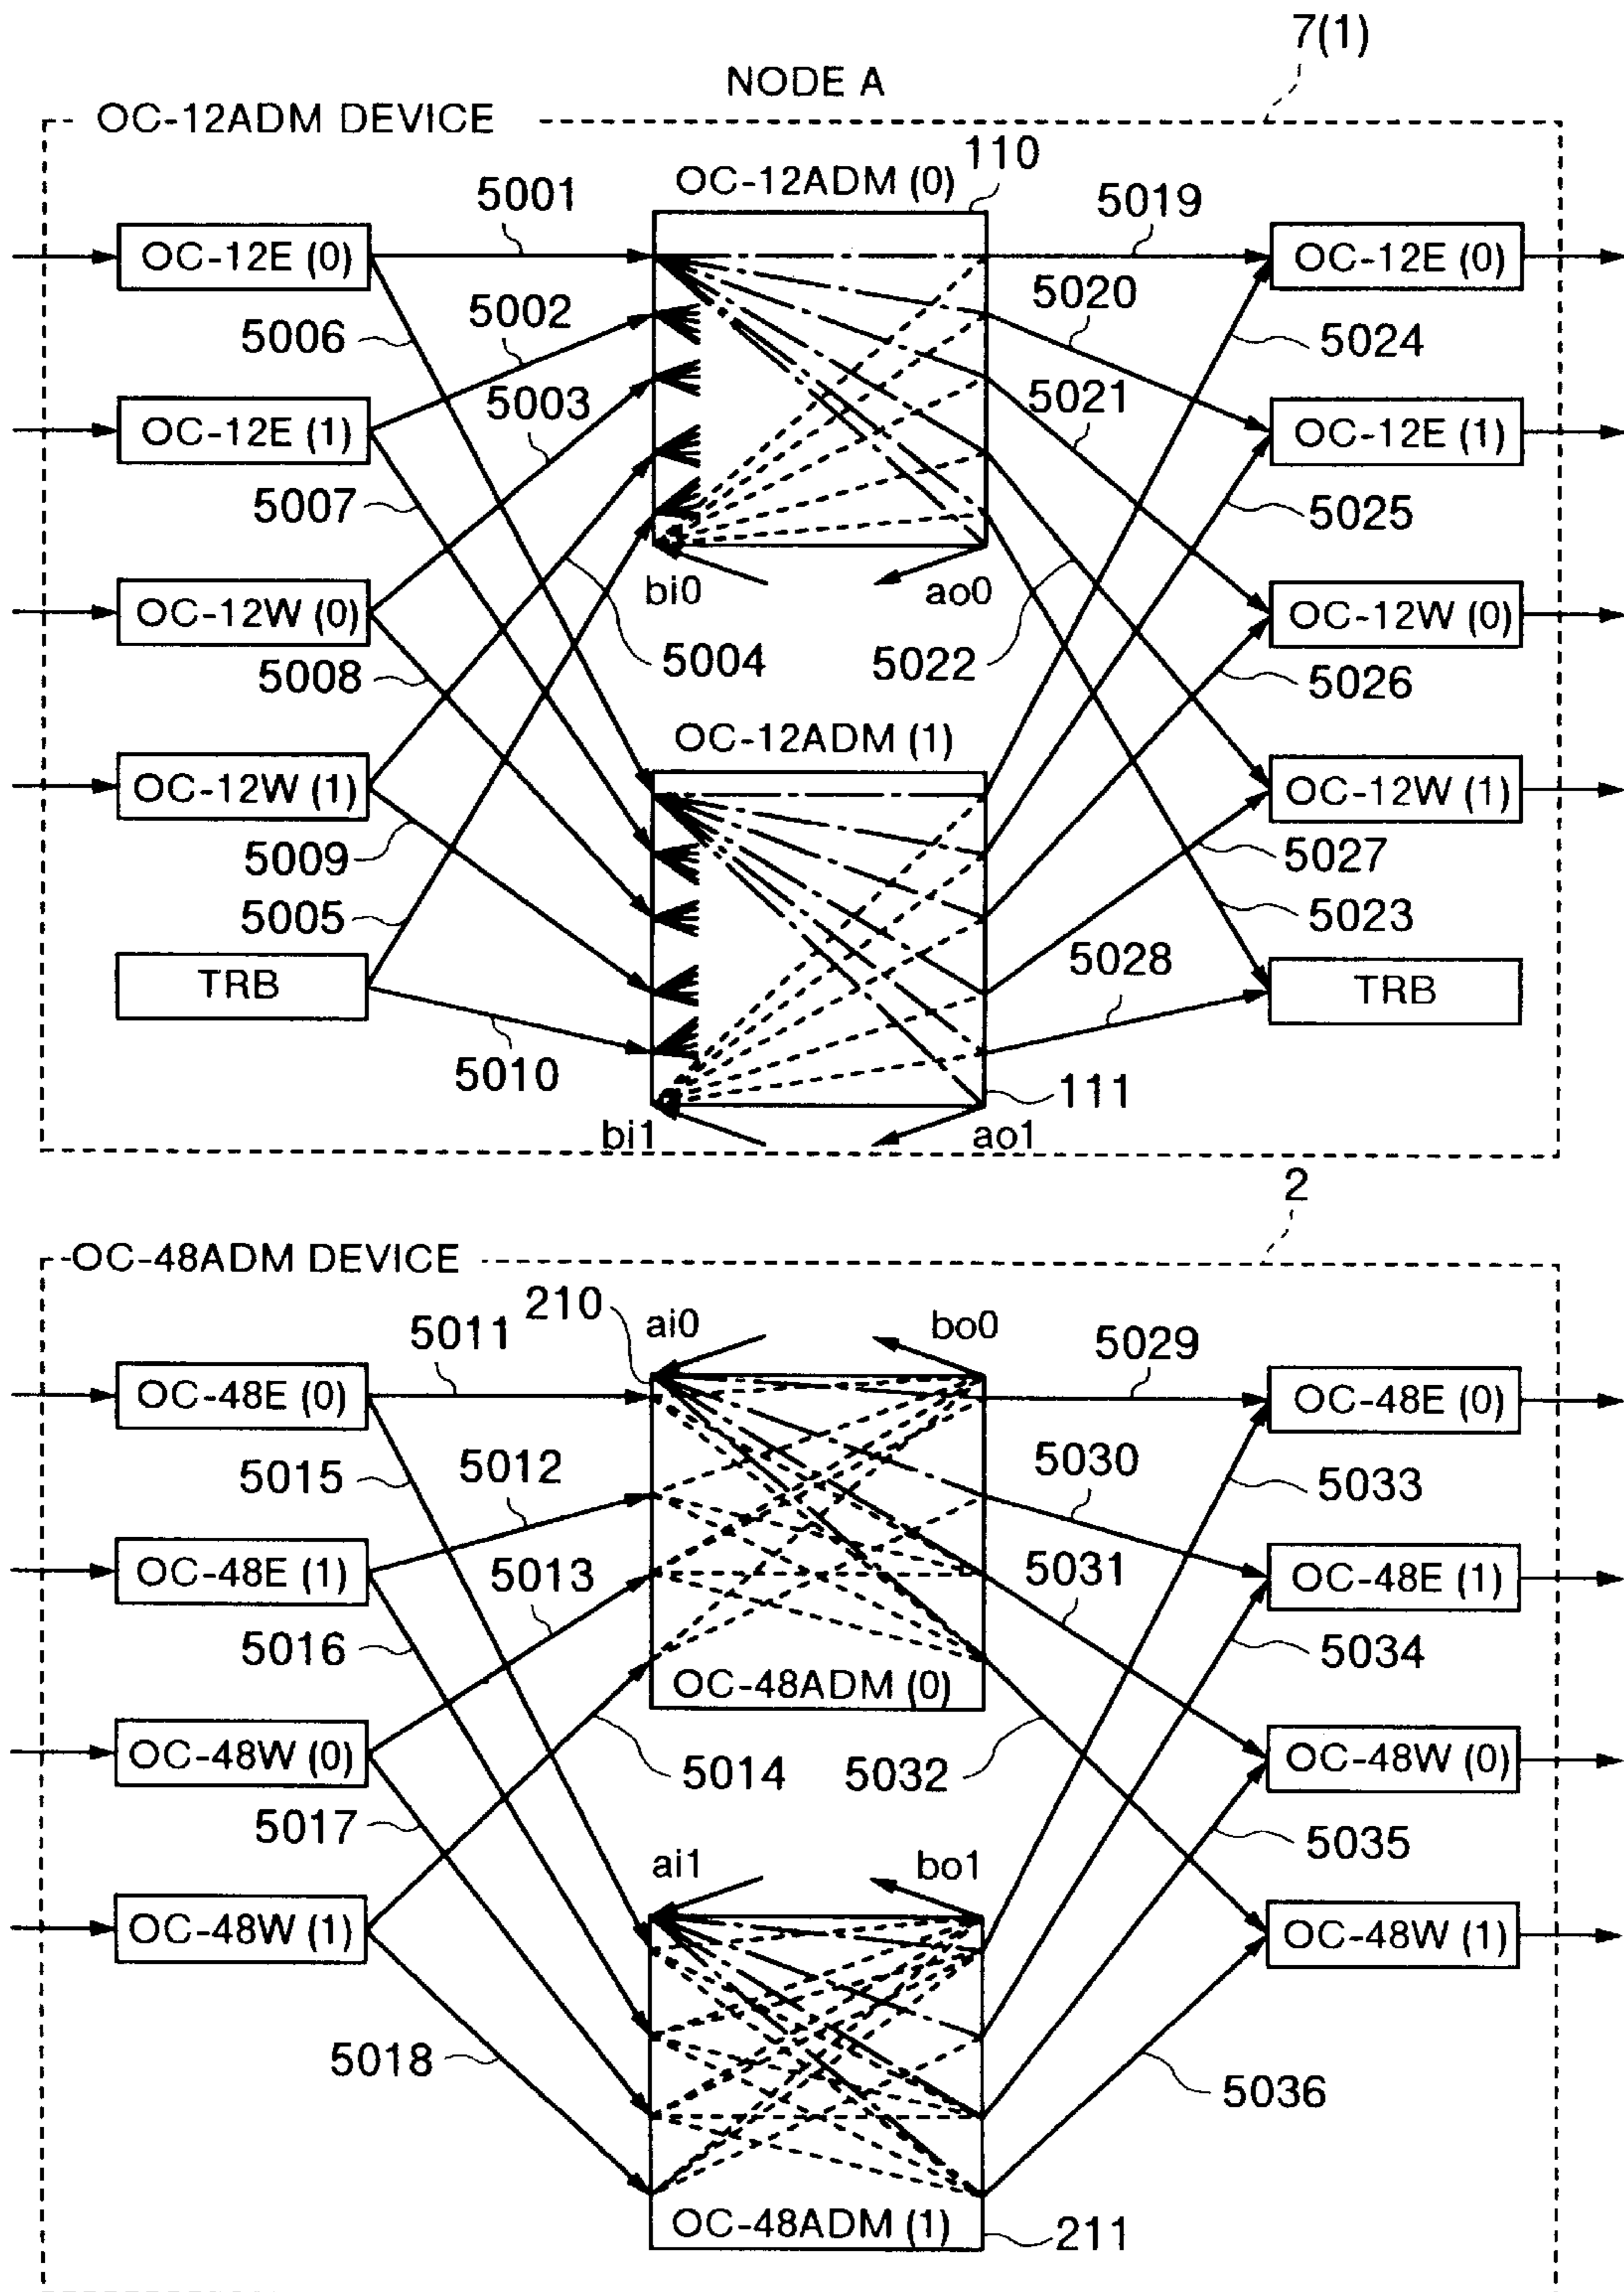 7(1)
NODE A
OC-12ADM DEVICE
110
OC-12ADM (0)
5001
5019
OC-12E (0)
OC-12E (0)
5002
5020
5006
5024
5003
5021
OC-12E (1)
OC-12E (1)
5007
5025
bi0
ao0
OC-12W (0)
OC-12W (0)
5008
5004
5022
5026
OC-12ADM (1)
OC-12W (1)
OC-12W (1)
5009
5027
5005
5023
5028
TRB
TRB
5010
111
bi1
ao1
2
OC-48ADM DEVICE
210
ai0
bo0
5011
5029
OC-48E (0)
OC-48E (0)
5015
5012
5030
5033
OC-48E (1)
5013
5031
OC-48E (1)
5016
5034
OC-48ADM (0)
OC-48W (0)
5014
5032
OC-48W (0)
5017
5035
ai1
bo1
OC-48W (1)
OC-48W (1)
5018
5036
OC-48ADM (1)
211